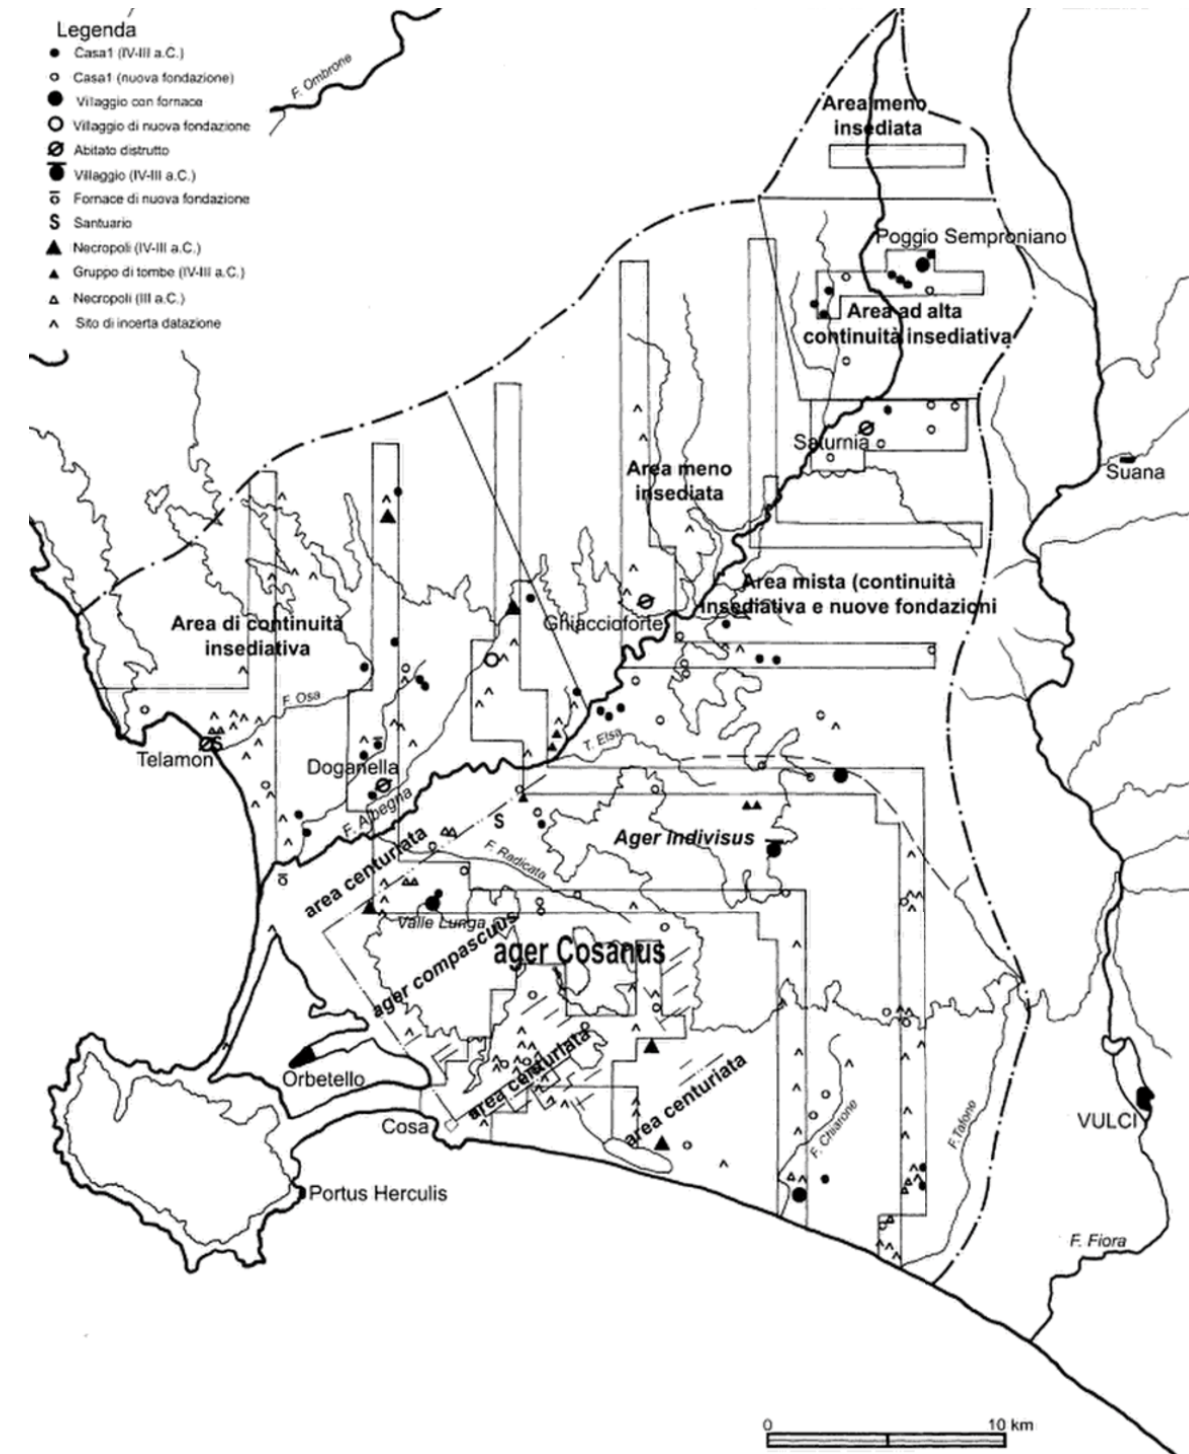 Legenda
Casa1 (IV-III a.C.)
Casa1 (nuova fondazione)
Villaggio con fornace
Villaggio di nuova fondazione
Abitato distrutto
Villaggio (IV-III a.C.)
Fornace di nuova fondazione
S Santuario
Necropoli (IV-III a.C.)
Gruppo di tombe (IV-III a.C.)
Necropoli (III a.C.)
Sito di incerta datazione
F. Ombrone
Area meno
insediata
Poggio Semproniano
Area ad alta
continuità insediativa
Saturnia
Suana
Area meno
insediata
Area mista (continuità
insediativa e nuove fondazioni
Ghiaccioforte
Area di continuità
insediativa
F. Osa
Telamon
S
T. Elsa
Doganella
F. Albegna
S
Ager Indivisus
F. Radicata
area centuriata
Valle Lunga
ager compascuus
ager Cosanus
area centuriata
area centuriata
Orbetello
Cosa
F. Chiarone
F. Tafone
VULCI
Portus Herculis
F. Fiora
0 10 km